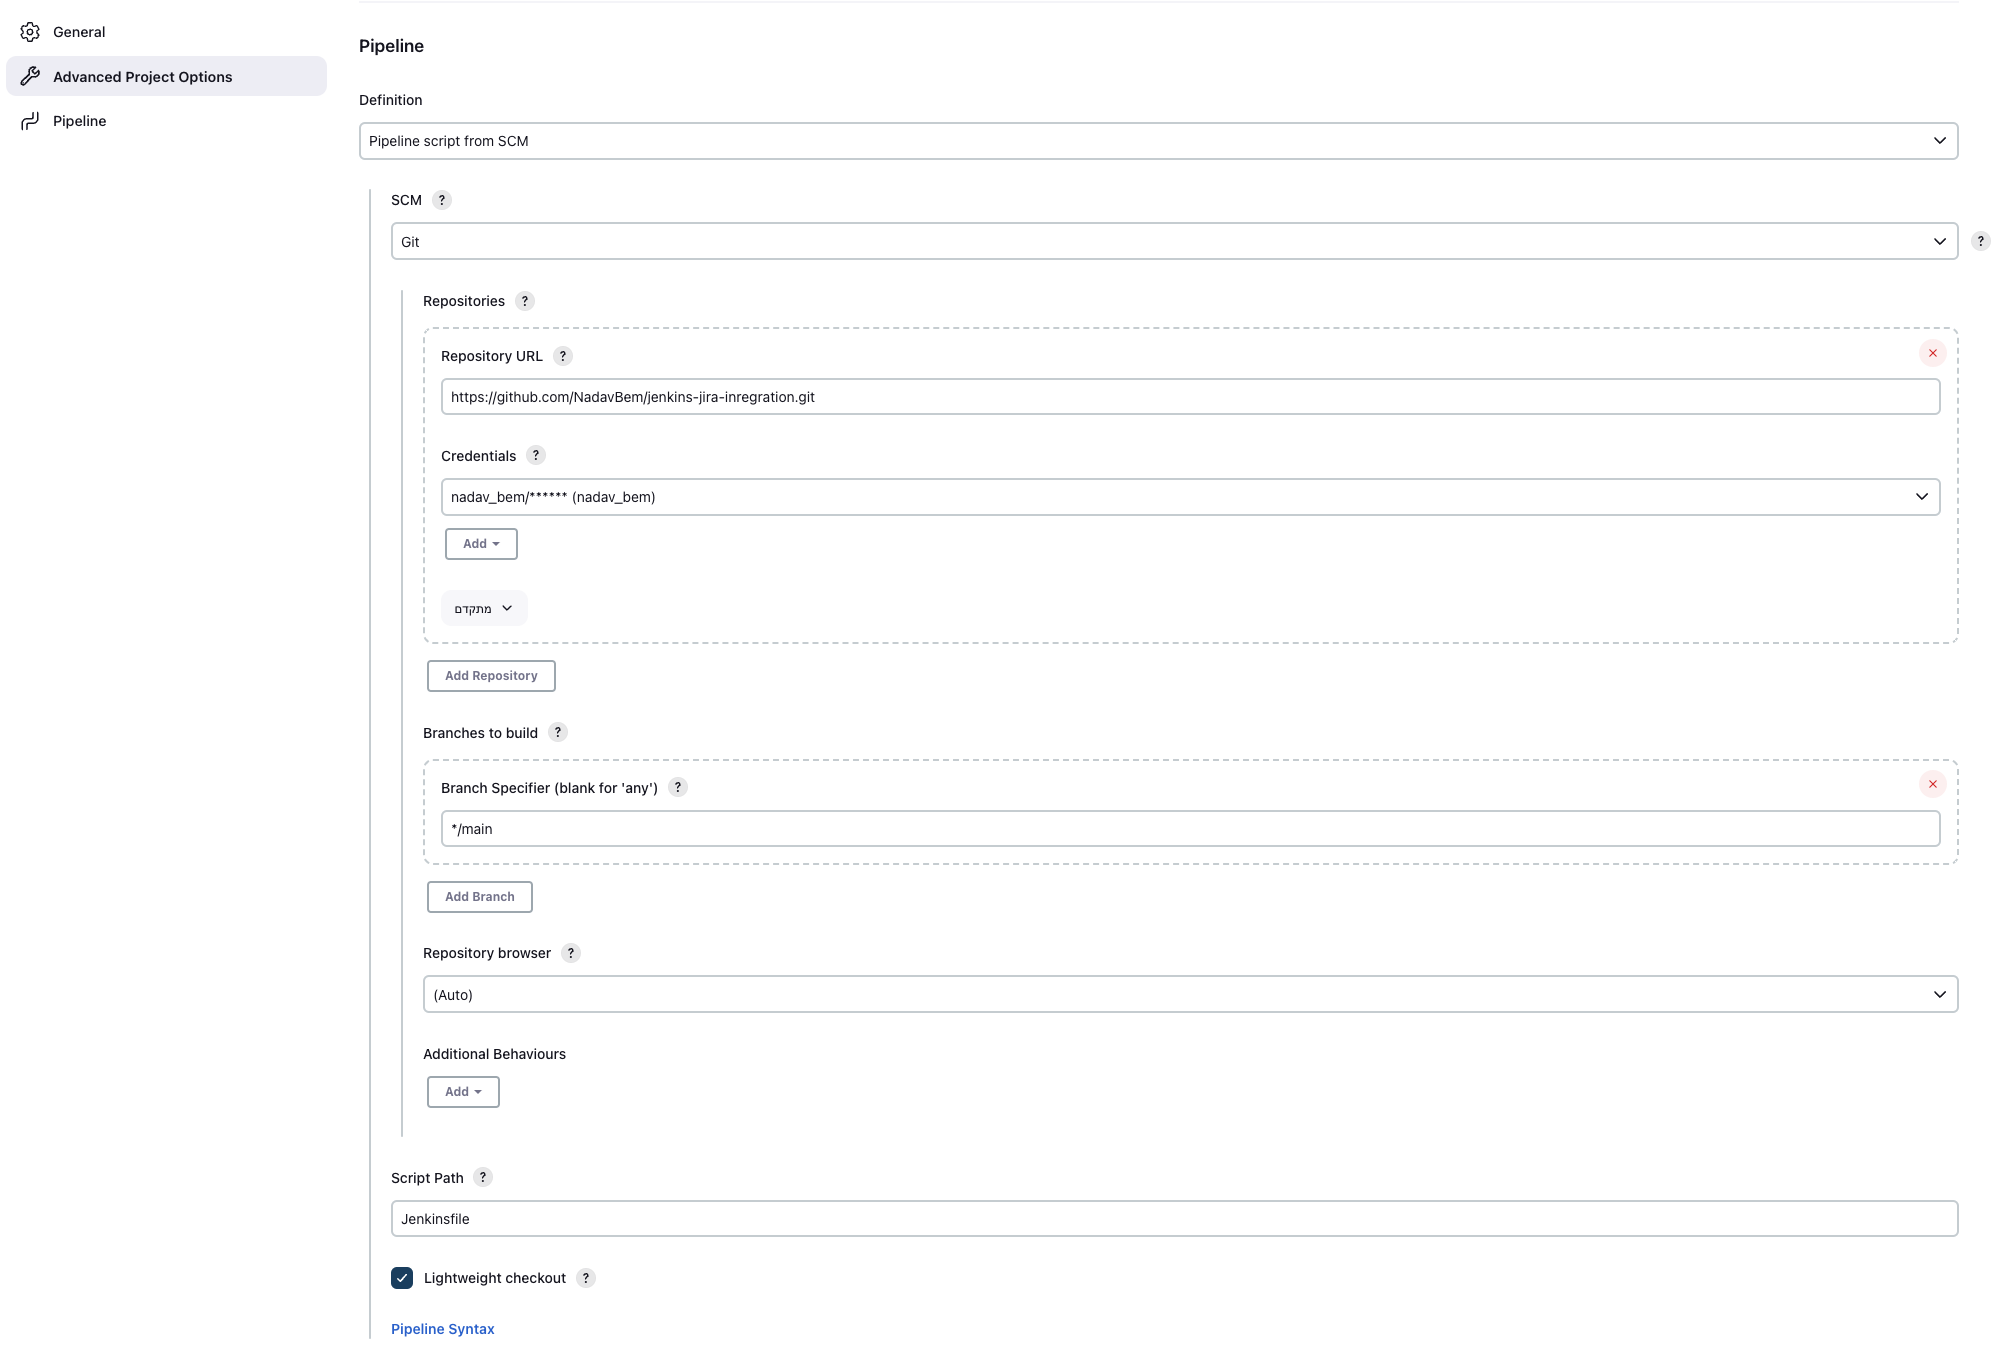 General
Advanced Project Options
Pipeline
Pipeline
Definition
Pipeline script from SCM
SCM ?
Git
?
Repositories ?
Repository URL ?
https://github.com/NadavBem/jenkins-jira-inregration.git
Credentials ?
nadav_bem/****** (nadav_bem)
Add
מתקדם
Add Repository
Branches to build ?
Branch Specifier (blank for 'any') ?
*/main
Add Branch
Repository browser ?
(Auto)
Additional Behaviours
Add
Script Path ?
Jenkinsfile
Lightweight checkout ?
Pipeline Syntax